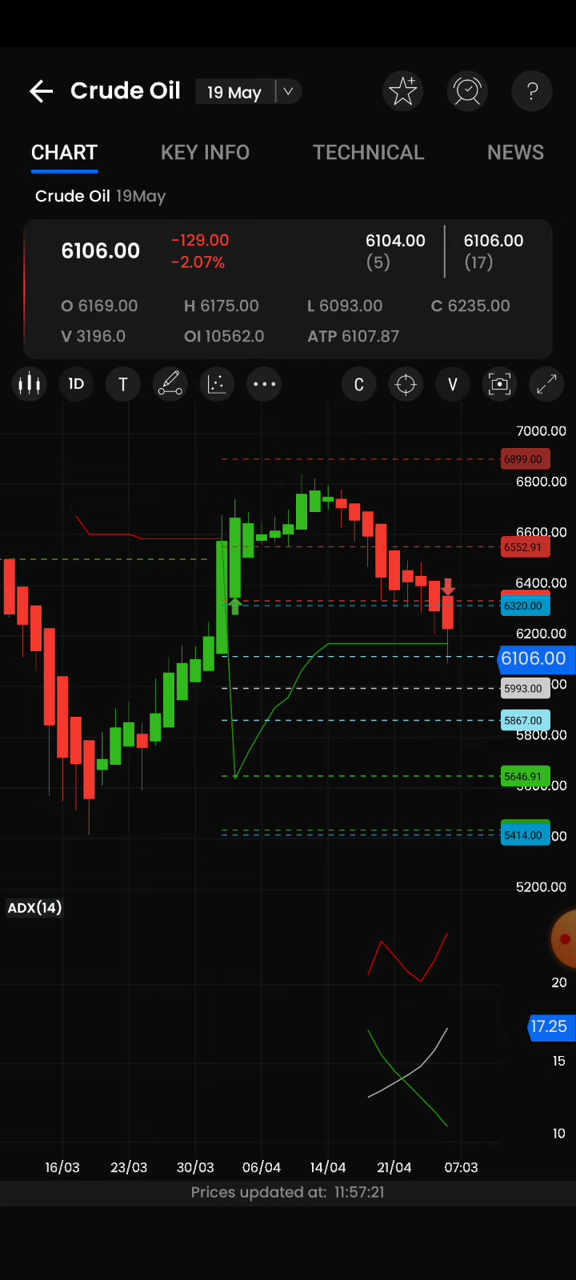 Crude Oil 19 May ?
CHART KEY INFO TECHNICAL NEWS
Crude Oil 19May
6106.00 -129.00 6104.00 6106.00
-2.07% (5) (17)
O 6169.00 H 6175.00 L 6093.00 C 6235.00
V 3196.0 OI 10562.0 ATP 6107.87
1D T C V
7000.00
6899.00
6800.00
6600.00
6552.91
6400.00
6320.00
6200.00
6106.00
5993.00
5867.00
5800.00
5646.91
5414.90
5200.00
ADX(14)
20
17.25
15
10
16/03 23/03 30/03 06/04 14/04 21/04 07:03
Prices updated at: 11:57:21